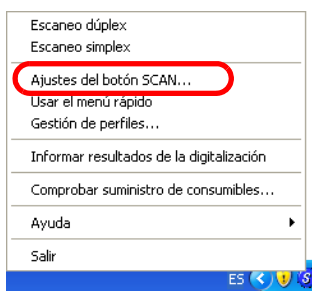 Escaneo dúplex
Escaneo simplex
Ajustes del botón SCAN...
Usar el menú rápido
Gestión de perfiles...
Informar resultados de la digitalización
Comprobar suministro de consumibles...
Ayuda
Salir
ES
S